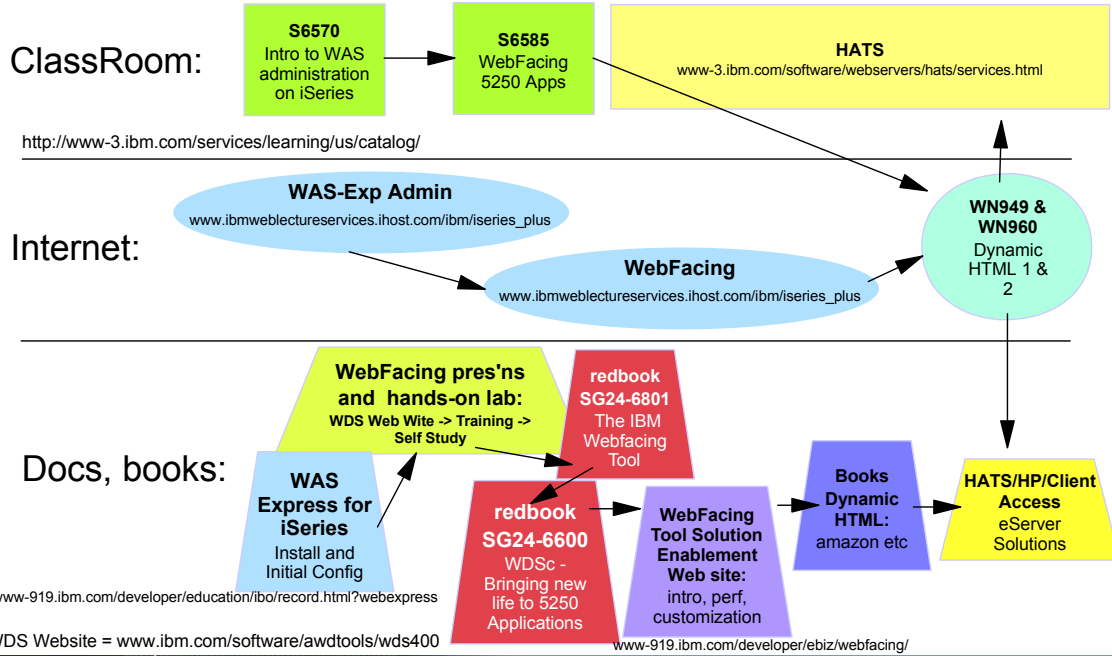 ClassRoom:
S6570
Intro to WAS
administration
on iSeries
S6585
WebFacing
5250 Apps
HATS
www-3.ibm.com/software/webservers/hats/services.html
http://www-3.ibm.com/services/learning/us/catalog/
Internet:
WAS-Exp Admin
www.ibmweblectureservices.ihost.com/ibm/iseries_plus
WebFacing
www.ibmweblectureservices.ihost.com/ibm/iseries_plus
WN949 &
WN960
Dynamic
HTML 1 &
2
Docs, books:
WebFacing pres'ns
and hands-on lab:
WDS Web Wite -> Training ->
Self Study
WAS
Express for
iSeries
Install and
Initial Config
redbook
SG24-6801
The IBM
Webfacing
Tool
redbook
SG24-6600
WDSc -
Bringing new
life to 5250
Applications
WebFacing
Tool Solution
Enablement
Web site:
intro, perf,
customization
Books
Dynamic
HTML:
amazon etc
HATS/HP/Client
Access
eServer
Solutions
www-919.ibm.com/developer/education/ibo/record.html?webexpress
WDS Website = www.ibm.com/software/awdtools/wds400
www-919.ibm.com/developer/ebiz/webfacing/